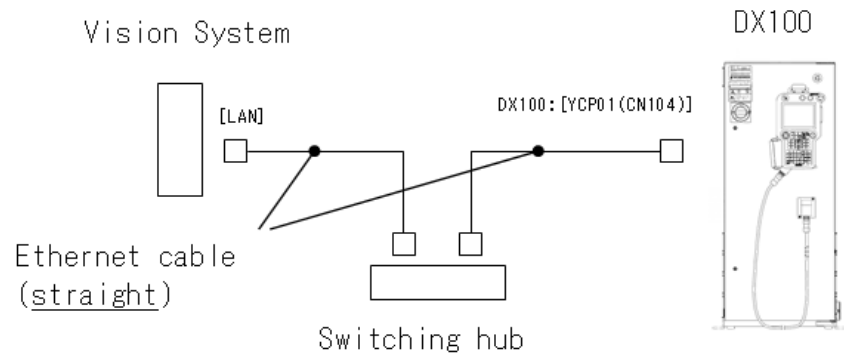 DX100
Vision System
[LAN]
DX100:[YCP01(CN104)]
Ethernet cable
(straight)
Switching hub